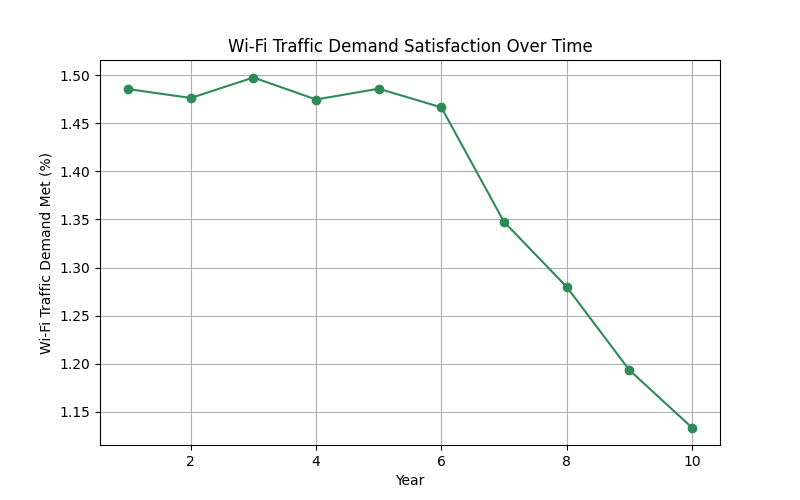 Wi-Fi Traffic Demand Satisfaction Over Time
Wi-Fi Traffic Demand Met (%)
1.50
1.45
1.40
1.35
1.30
1.25
1.20
1.15
2 4 6 8 10
Year